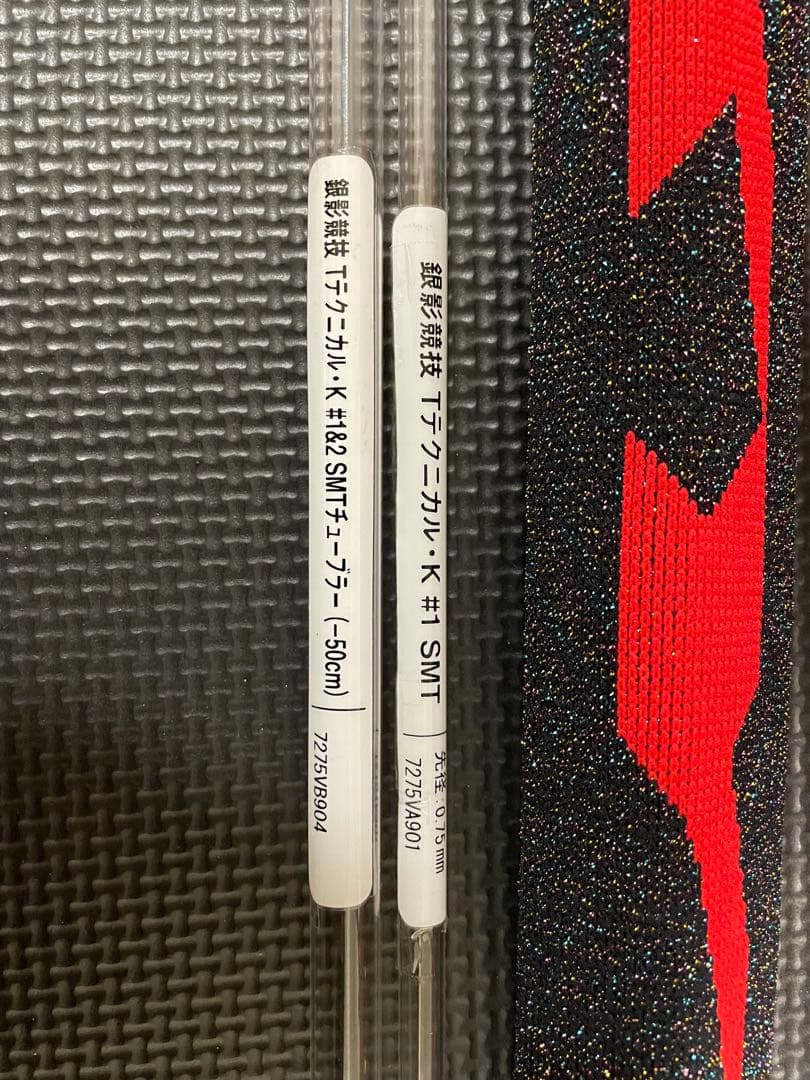 銀影競技 Tテクニカル・K #1&2 SMTチューブラー (-50cm)
7275VB904
銀影競技 Tテクニカル・K #1 SMT
先径:0.75mm
7275VA901